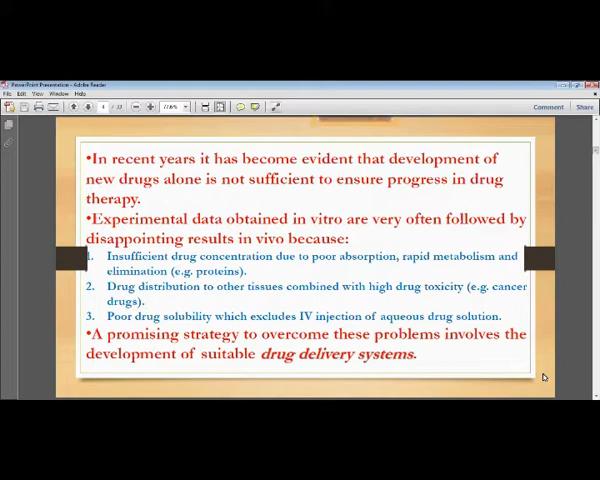 PowerPoint Presentation - Adobe Reader
File Edit View Window Help
4 / 33 77.6% Comment Share
•In recent years it has become evident that development of
new drugs alone is not sufficient to ensure progress in drug
therapy.
•Experimental data obtained in vitro are very often followed by
disappointing results in vivo because:
1. Insufficient drug concentration due to poor absorption, rapid metabolism and
elimination (e.g. proteins).
2. Drug distribution to other tissues combined with high drug toxicity (e.g. cancer
drugs).
3. Poor drug solubility which excludes IV injection of aqueous drug solution.
•A promising strategy to overcome these problems involves the
development of suitable drug delivery systems.